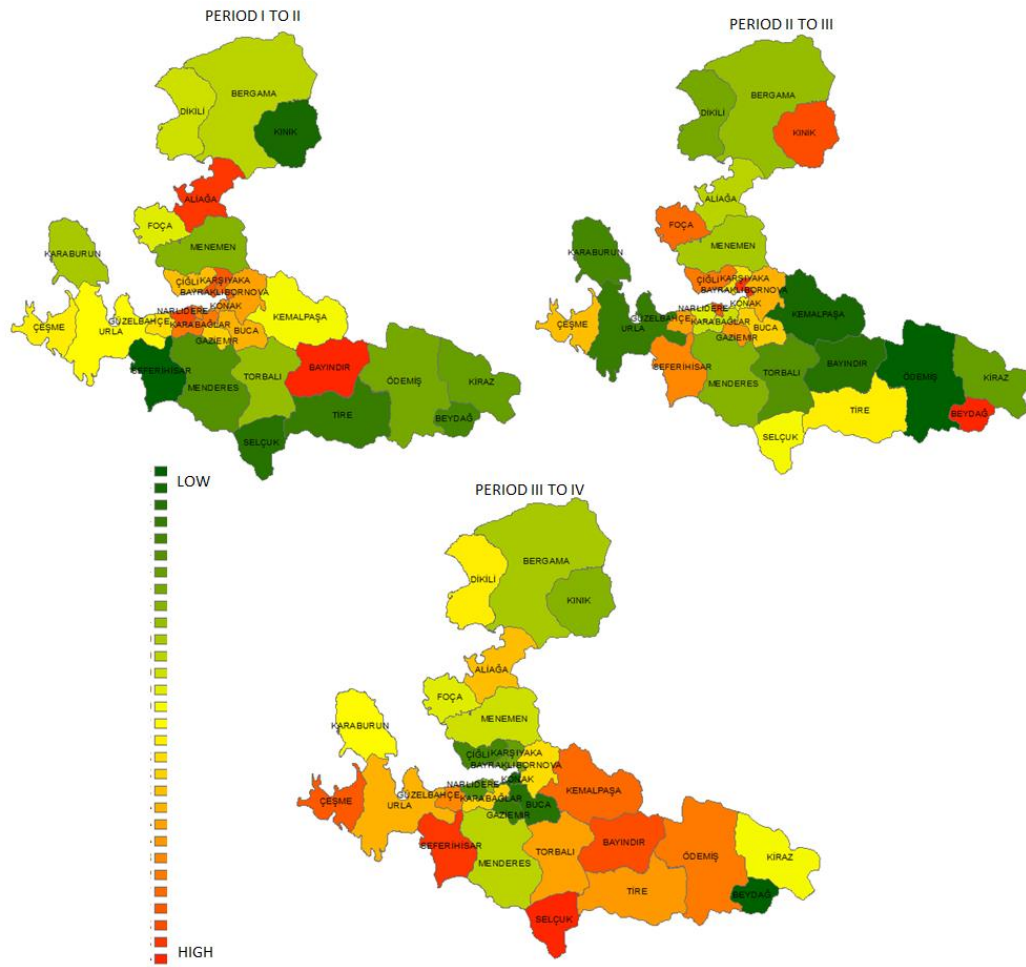 PERIOD I TO II
BERGAMA
DİKİLİ
KINIK
ALIAĞA
FOÇA
MENEMEN
KARABURUN
ÇİĞLİ
KARŞIYAKA
BAYRAKLI
BORNOVA
NARLIDERE
KONAK
KEMALPAŞA
ÇEŞME
URLA
GÜZELBAHÇE
KARABAĞLAR
BUCA
GAZİEMİR
SEFERİHİSAR
MENDERES
TORBALI
BAYINDIR
ÖDEMİŞ
KİRAZ
TİRE
BEYDAĞ
SELÇUK
PERIOD II TO III
BERGAMA
DİKİLİ
KINIK
ALIAĞA
FOÇA
MENEMEN
KARABURUN
ÇİĞLİ
KARŞIYAKA
BAYRAKLI
BORNOVA
NARLIDERE
KONAK
KEMALPAŞA
ÇEŞME
URLA
GÜZELBAHÇE
KARABAĞLAR
BUCA
GAZİEMİR
SEFERİHİSAR
MENDERES
TORBALI
BAYINDIR
ÖDEMİŞ
KİRAZ
TİRE
BEYDAĞ
SELÇUK
LOW
HIGH
PERIOD III TO IV
BERGAMA
DİKİLİ
KINIK
ALIAĞA
FOÇA
MENEMEN
KARABURUN
ÇİĞLİ
KARŞIYAKA
BAYRAKLI
BORNOVA
NARLIDERE
KONAK
KEMALPAŞA
ÇEŞME
URLA
GÜZELBAHÇE
KARABAĞLAR
BUCA
GAZİEMİR
SEFERİHİSAR
MENDERES
TORBALI
BAYINDIR
ÖDEMİŞ
KİRAZ
TİRE
BEYDAĞ
SELÇUK